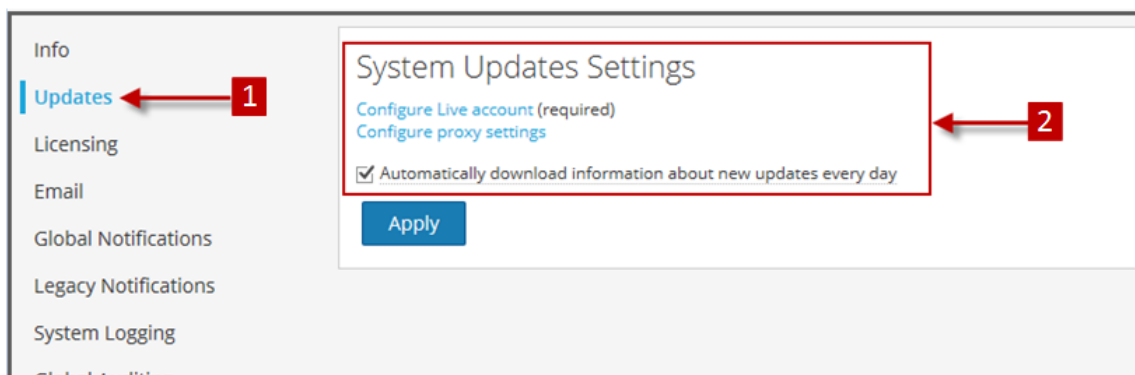 Info
Updates
1
Licensing
Email
Global Notifications
Legacy Notifications
System Logging
System Updates Settings
Configure Live account (required)
Configure proxy settings
Automatically download information about new updates every day
2
Apply